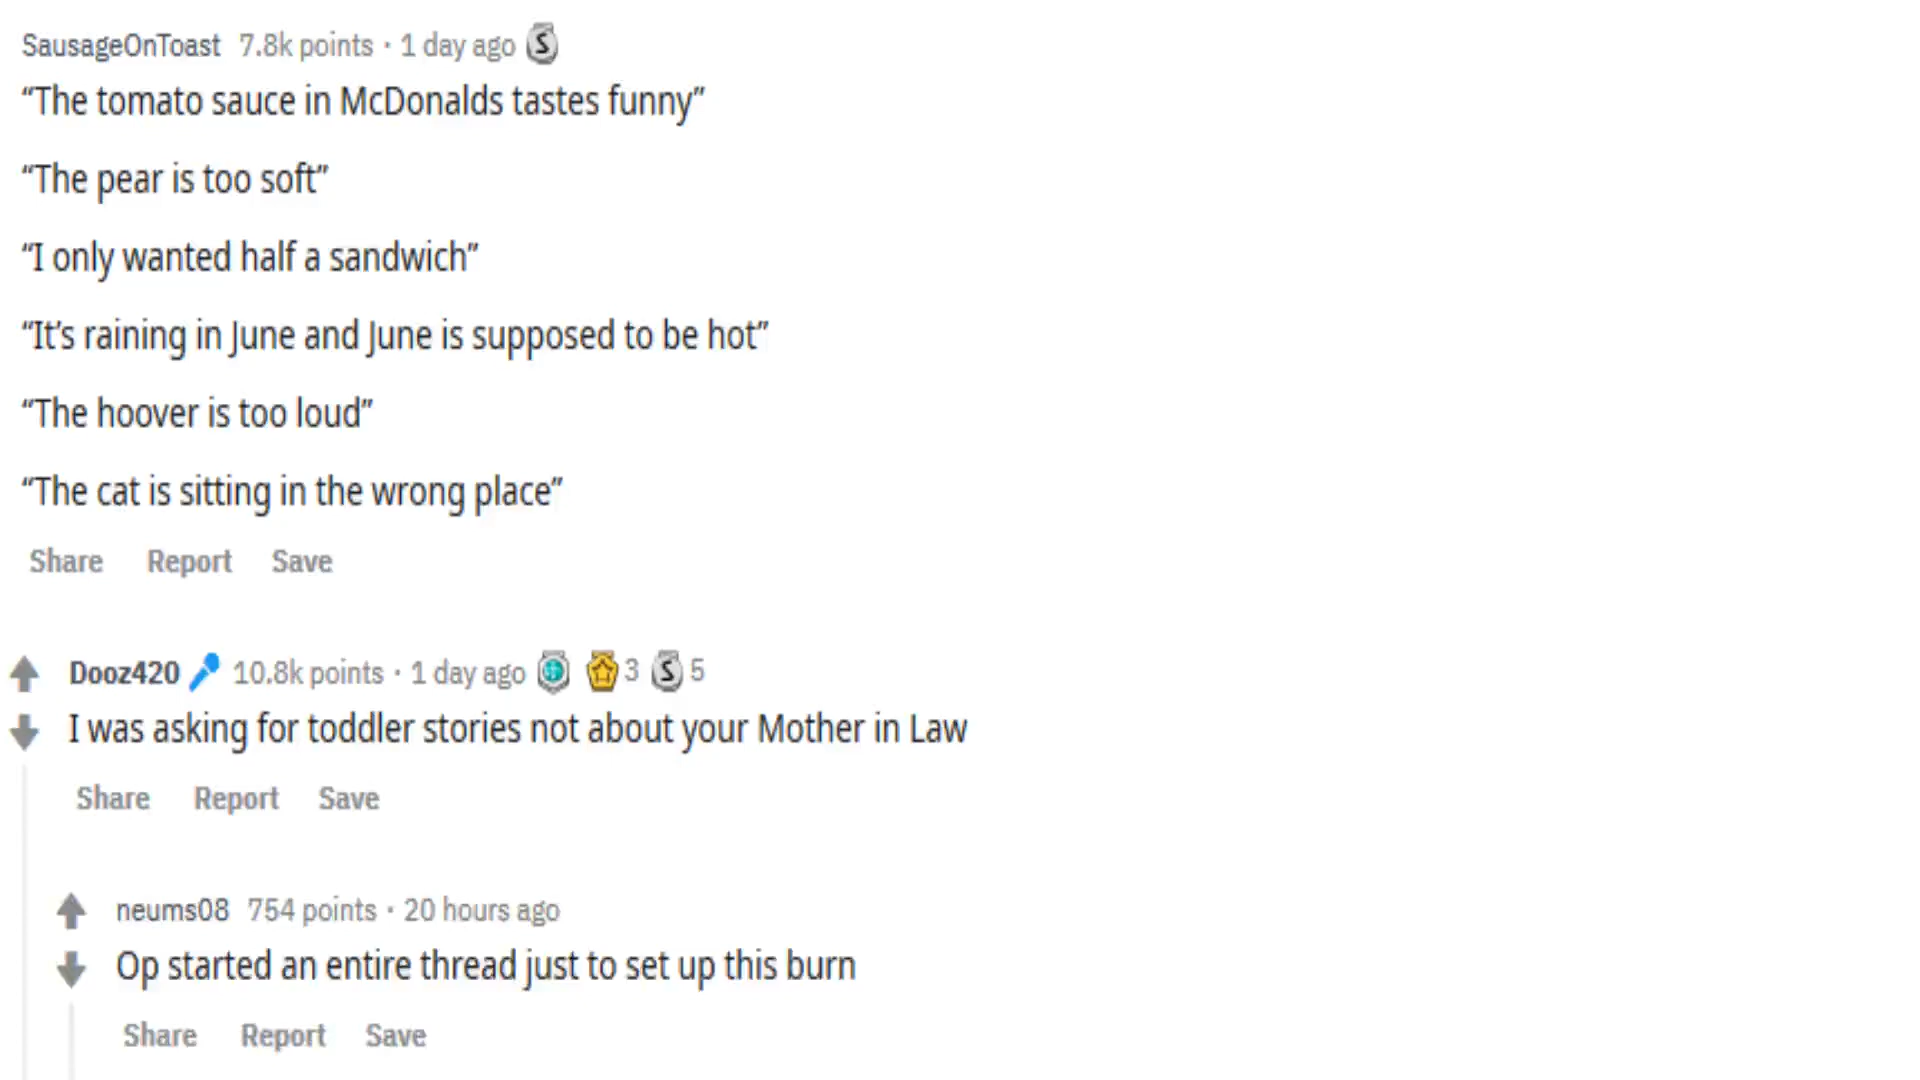 SausageOnToast 7.8k points · 1 day ago S
“The tomato sauce in McDonalds tastes funny”
“The pear is too soft”
“I only wanted half a sandwich”
“It’s raining in June and June is supposed to be hot”
“The hoover is too loud”
“The cat is sitting in the wrong place”
Share Report Save
Dooz420 10.8k points · 1 day ago 3 S 5
I was asking for toddler stories not about your Mother in Law
Share Report Save
neums08 754 points · 20 hours ago
Op started an entire thread just to set up this burn
Share Report Save